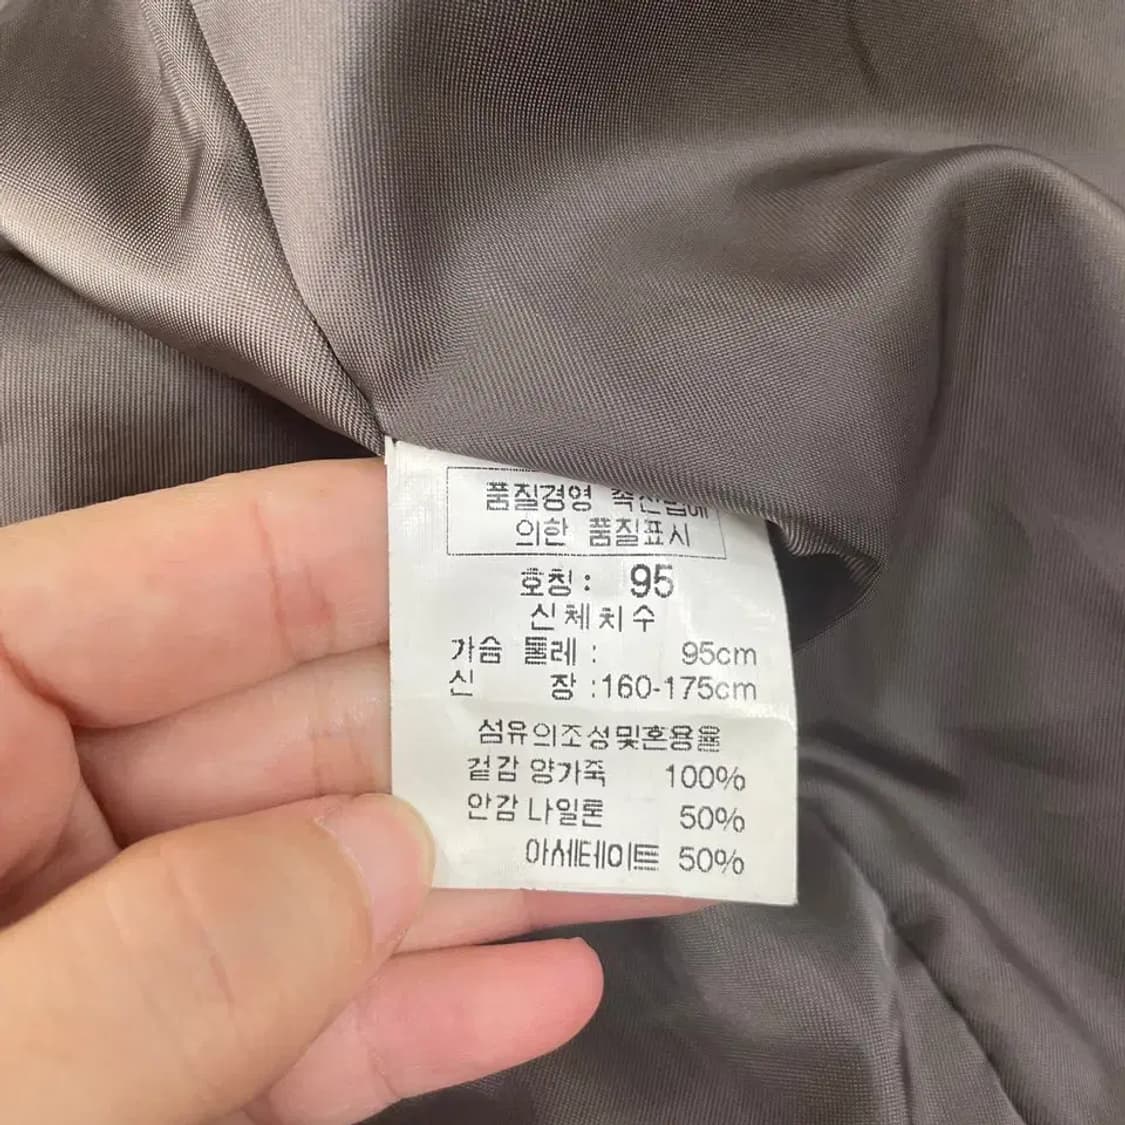 품질경영 촉진법에
의한 품질표시
호칭 : 95
신체치수
가슴 둘레 : 95cm
신 장 :160-175cm
섬유의조성및혼용율
겉감 양가죽 100%
안감 나일론 50%
아세테이트 50%